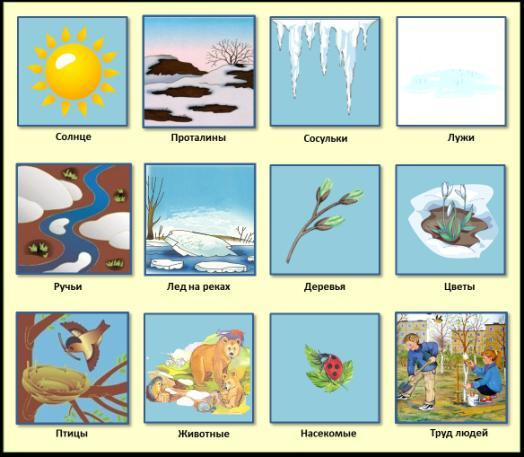 Солнце
Проталины
Сосульки
Лужи
Ручьи
Лед на реках
Деревья
Цветы
Птицы
Животные
Насекомые
Труд людей